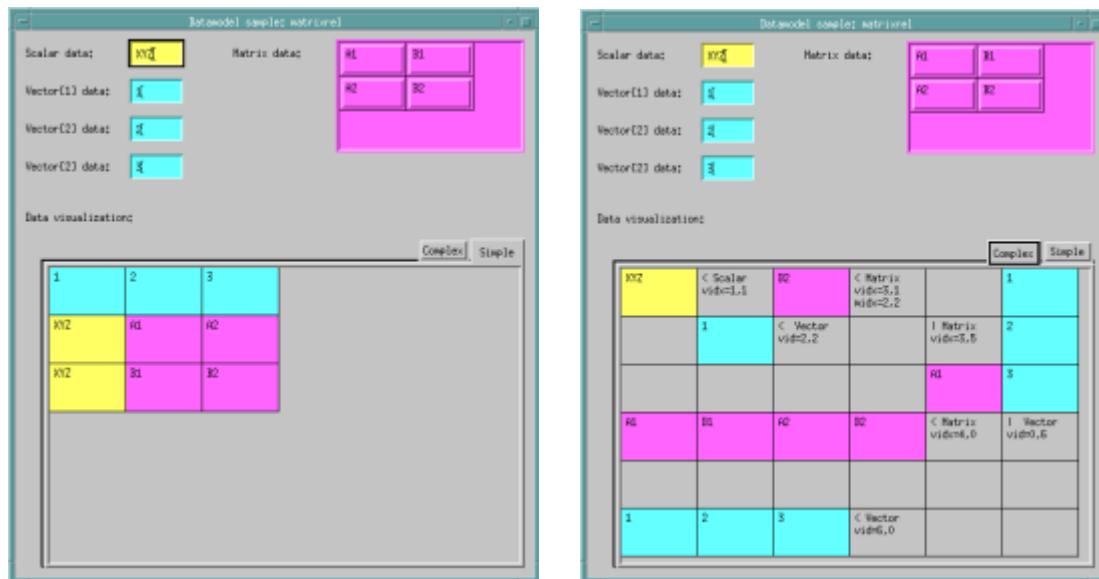 Datamodel sample: matrixrel
Scalar data:
XYZ
Matrix data:
A1 B1
A2 B2
Vector[1] data:
1
Vector[2] data:
2
Vector[2] data:
3
Data visualization:
Complex Simple
1 2 3
XYZ A1 A2
XYZ B1 B2
Datamodel sample: matrixrel
Scalar data:
XYZ
Matrix data:
A1 B1
A2 B2
Vector[1] data:
1
Vector[2] data:
2
Vector[2] data:
3
Data visualization:
Complex Simple
XYZ
< Scalar
vidx=1,1
B2
< Matrix
vidx=3,1
midx=2,2
1
1
< Vector
vid=2,2
| Matrix
vidx=3,5
2
A1 3
A1 B1 A2 B2
< Matrix
vidx=4,0
| Vector
vid=0,6
1 2 3
< Vector
vid=6,0